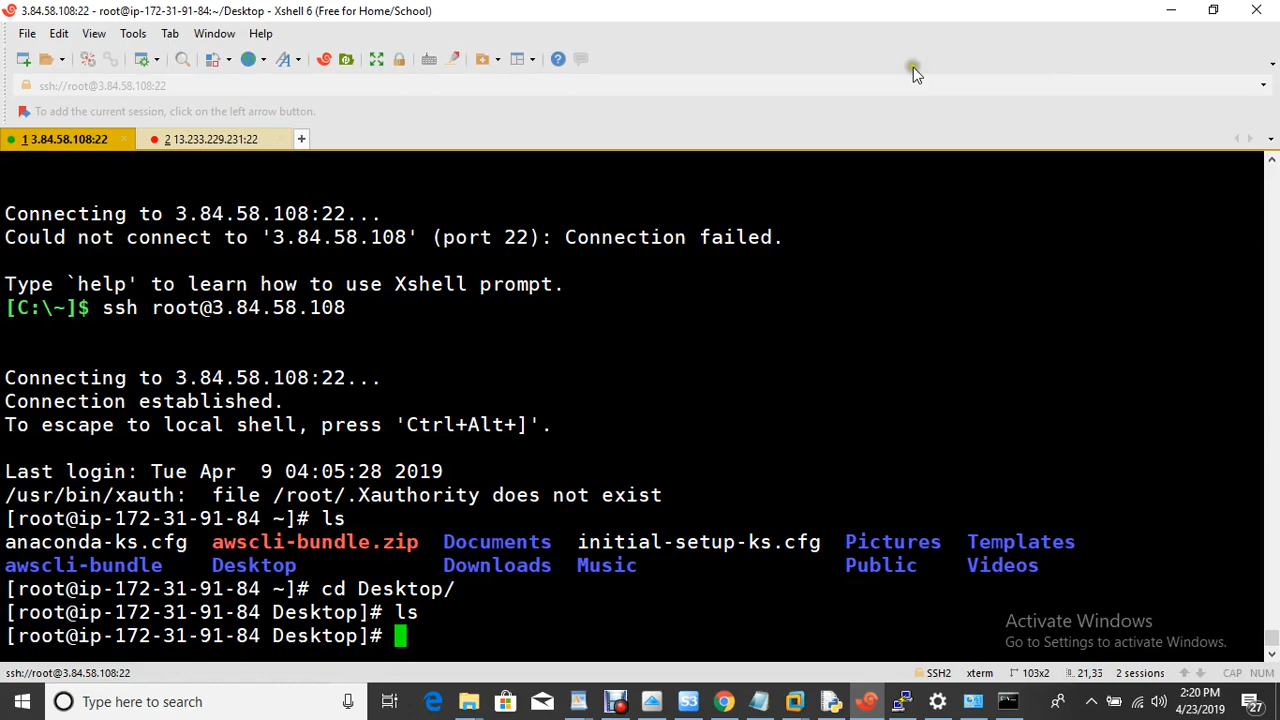 3.84.58.108:22 - root@ip-172-31-91-84:~/Desktop - Xshell 6 (Free for Home/School)
File Edit View Tools Tab Window Help
ssh://root@3.84.58.108:22
To add the current session, click on the left arrow button.
1 3.84.58.108:22 × 2 13.233.229.231:22 +
Connecting to 3.84.58.108:22...
Could not connect to '3.84.58.108' (port 22): Connection failed.
Type `help' to learn how to use Xshell prompt.
[C:\~]$ ssh root@3.84.58.108
Connecting to 3.84.58.108:22...
Connection established.
To escape to local shell, press 'Ctrl+Alt+]'.
Last login: Tue Apr  9 04:05:28 2019
/usr/bin/xauth:  file /root/.Xauthority does not exist
[root@ip-172-31-91-84 ~]# ls
anaconda-ks.cfg awscli-bundle.zip Documents initial-setup-ks.cfg Pictures Templates
awscli-bundle Desktop Downloads Music Public Videos
[root@ip-172-31-91-84 ~]# cd Desktop/
[root@ip-172-31-91-84 Desktop]# ls
[root@ip-172-31-91-84 Desktop]#
Activate Windows
Go to Settings to activate Windows.
ssh://root@3.84.58.108:22 SSH2 xterm 103x2 21,33 2 sessions CAP NUM
Type here to search S3 2:20 PM
4/23/2019 27